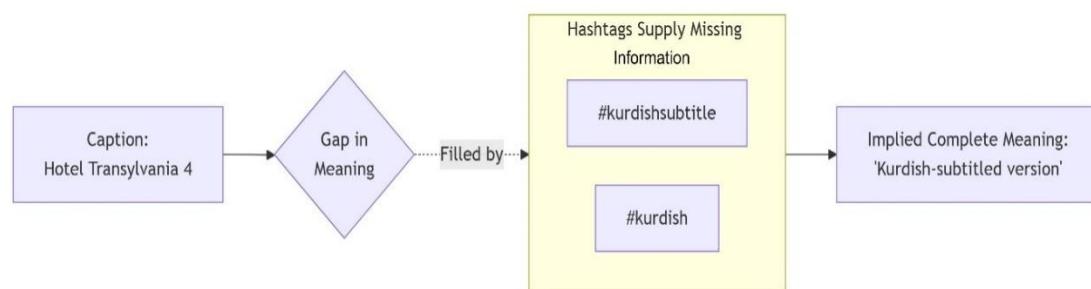 Caption:
Hotel Transylvania 4
Gap in
Meaning
Filled by
Hashtags Supply Missing
Information
#kurdishsubtitle
#kurdish
Implied Complete Meaning:
'Kurdish-subtitled version'